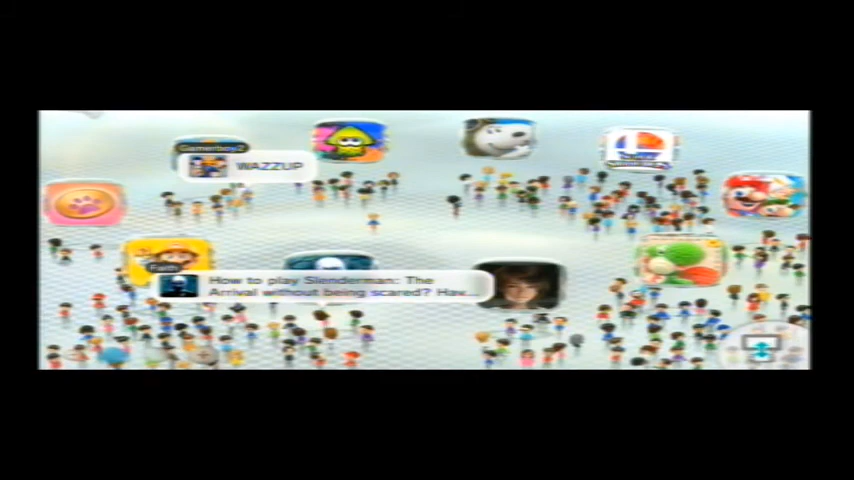 Gamerboy2
WAZZUP
Faith
How to play Slenderman: The
Arrival without being scared? Hav...